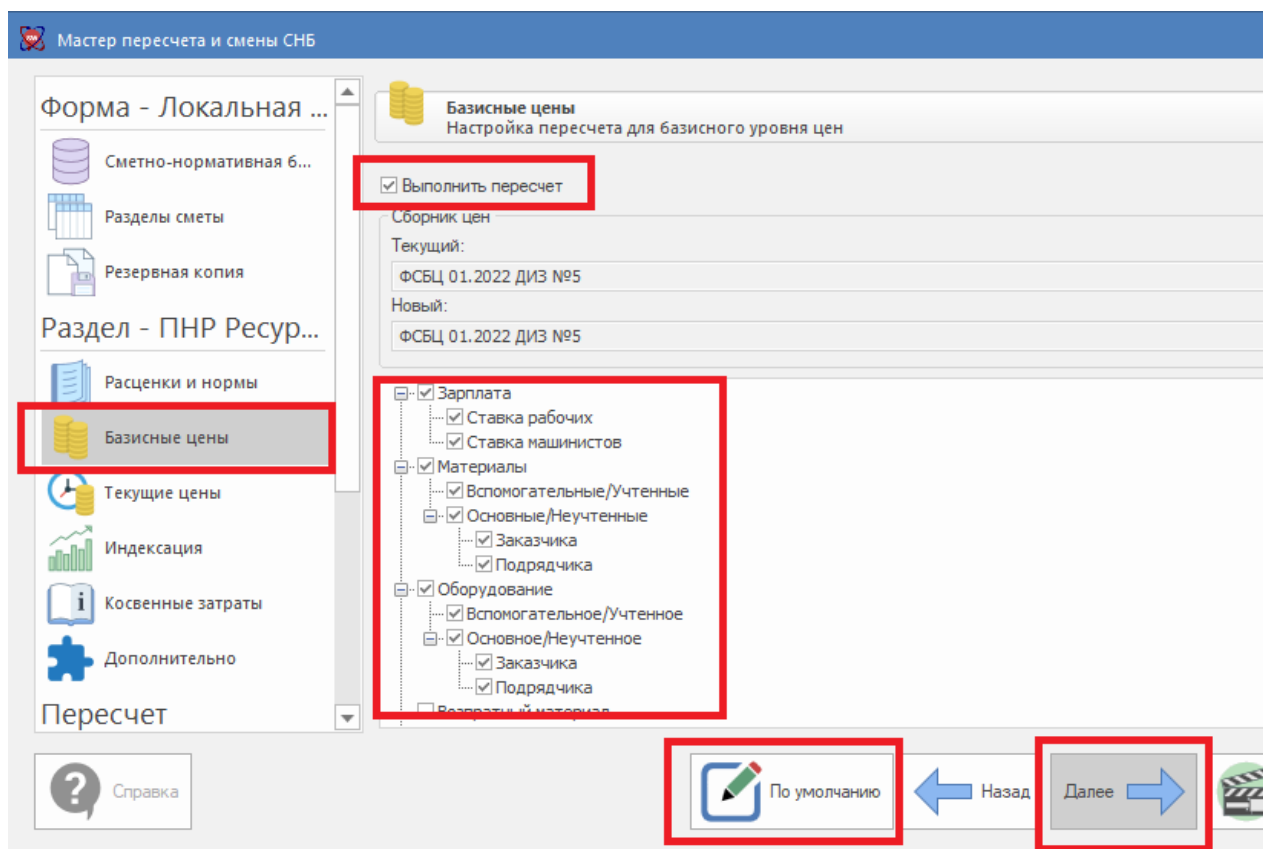 Мастер пересчета и смены СНБ
Форма - Локальная ...
Сметно-нормативная б...
Разделы сметы
Резервная копия
Раздел - ПНР Ресур...
Расценки и нормы
Базисные цены
Текущие цены
Индексация
Косвенные затраты
Дополнительно
Пересчет
Базисные цены
Настройка пересчета для базисного уровня цен
Выполнить пересчет
Сборник цен
Текущий:
ФСБЦ 01.2022 ДИЗ №5
Новый:
ФСБЦ 01.2022 ДИЗ №5
Зарплата
Ставка рабочих
Ставка машинистов
Материалы
Вспомогательные/Учтенные
Основные/Неучтенные
Заказчика
Подрядчика
Оборудование
Вспомогательное/Учтенное
Основное/Неучтенное
Заказчика
Подрядчика
Возвратный материал
Справка
По умолчанию
Назад
Далее